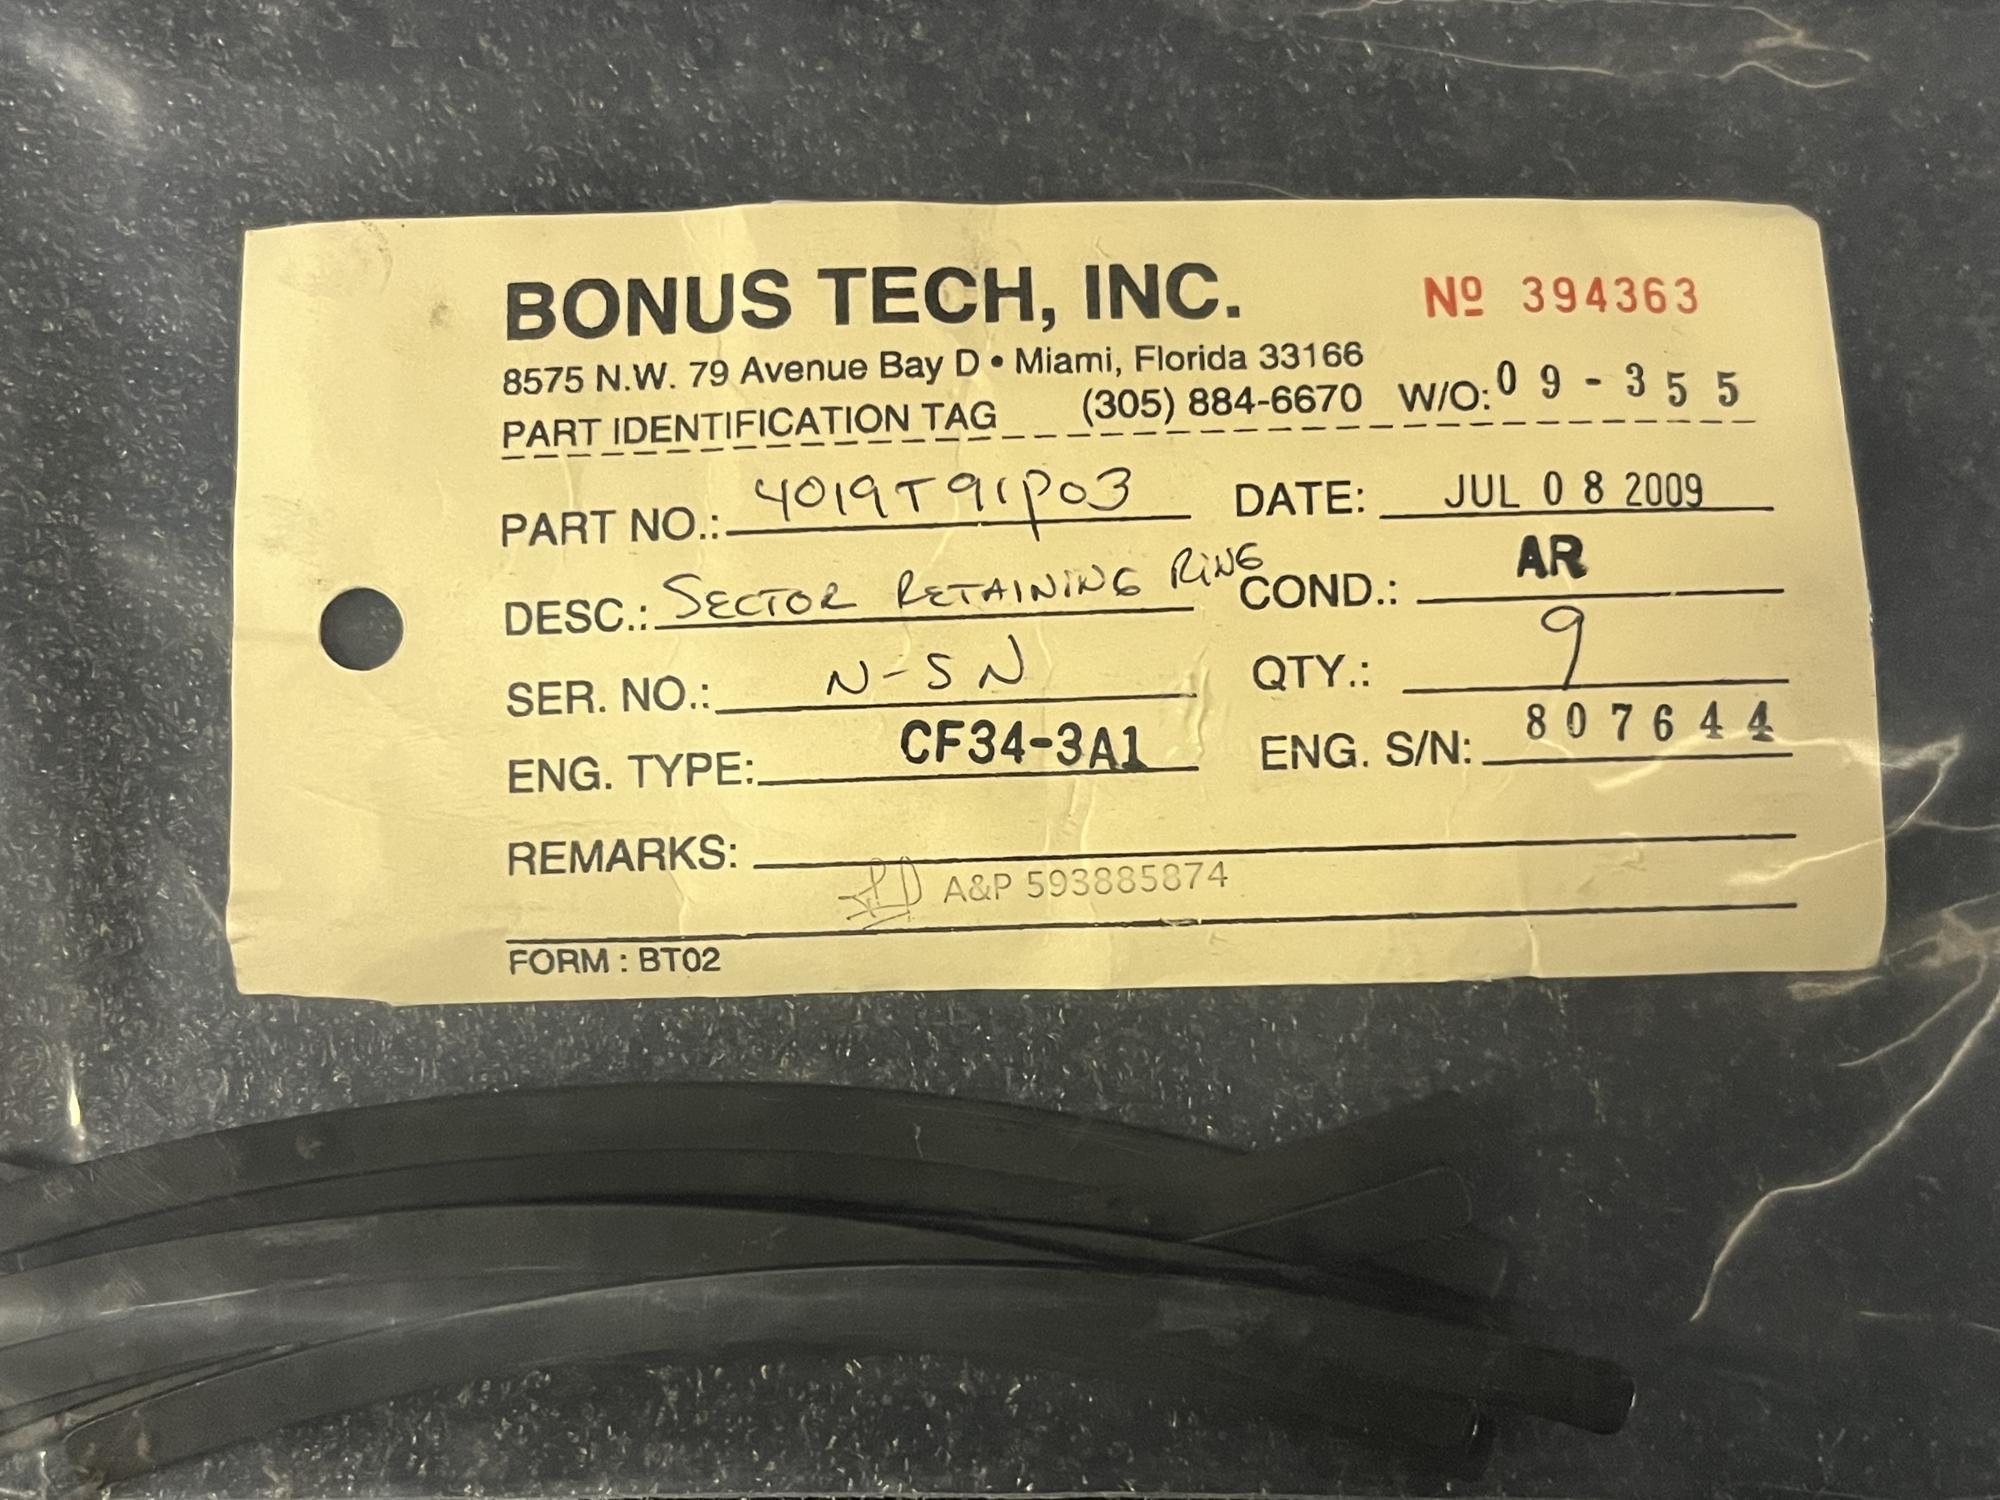 BONUS TECH, INC.
Nº 394363
8575 N.W. 79 Avenue Bay D • Miami, Florida 33166
PART IDENTIFICATION TAG (305) 884-6670 W/O: 09-355
PART NO.: 4019T91P03 DATE: JUL 08 2009
DESC.: SECTOR RETAINING RING COND.: AR
SER. NO.: N-SN QTY.: 9
ENG. TYPE: CF34-3A1 ENG. S/N: 807644
REMARKS:
A&P 593885874
FORM : BT02